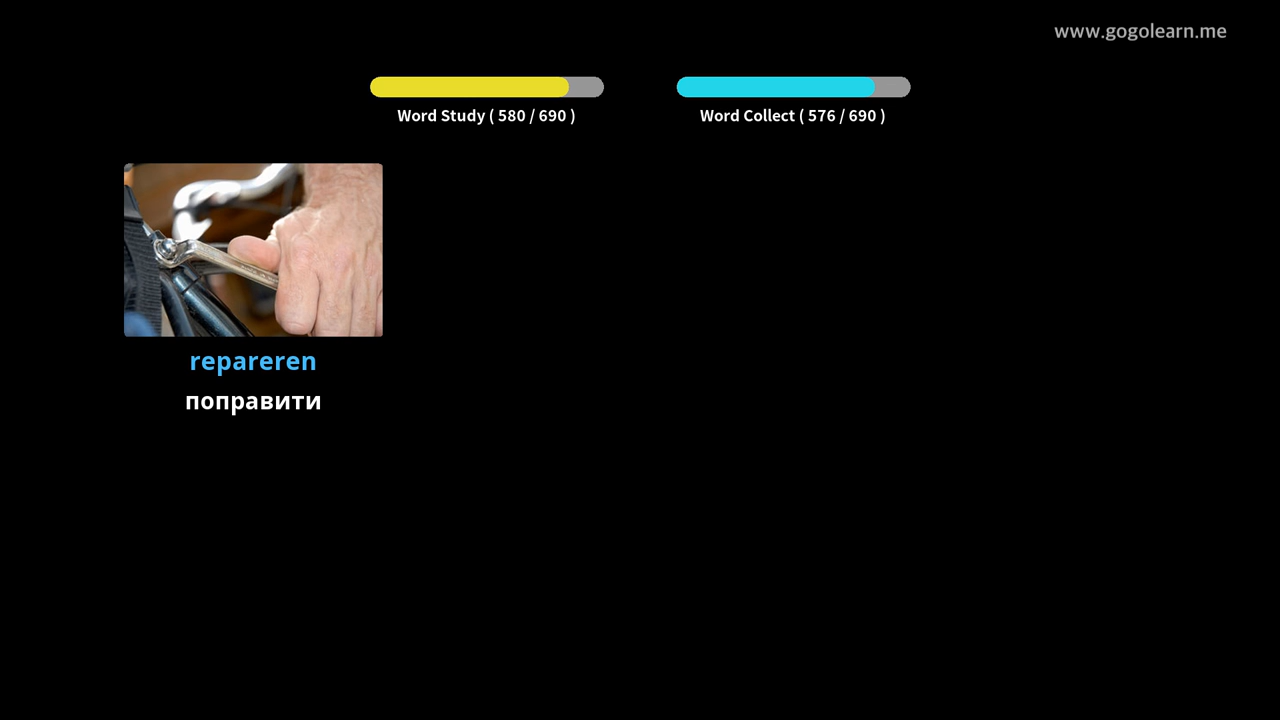 www.gogolearn.me
Word Study ( 580 / 690 )
Word Collect ( 576 / 690 )
repareren
поправити